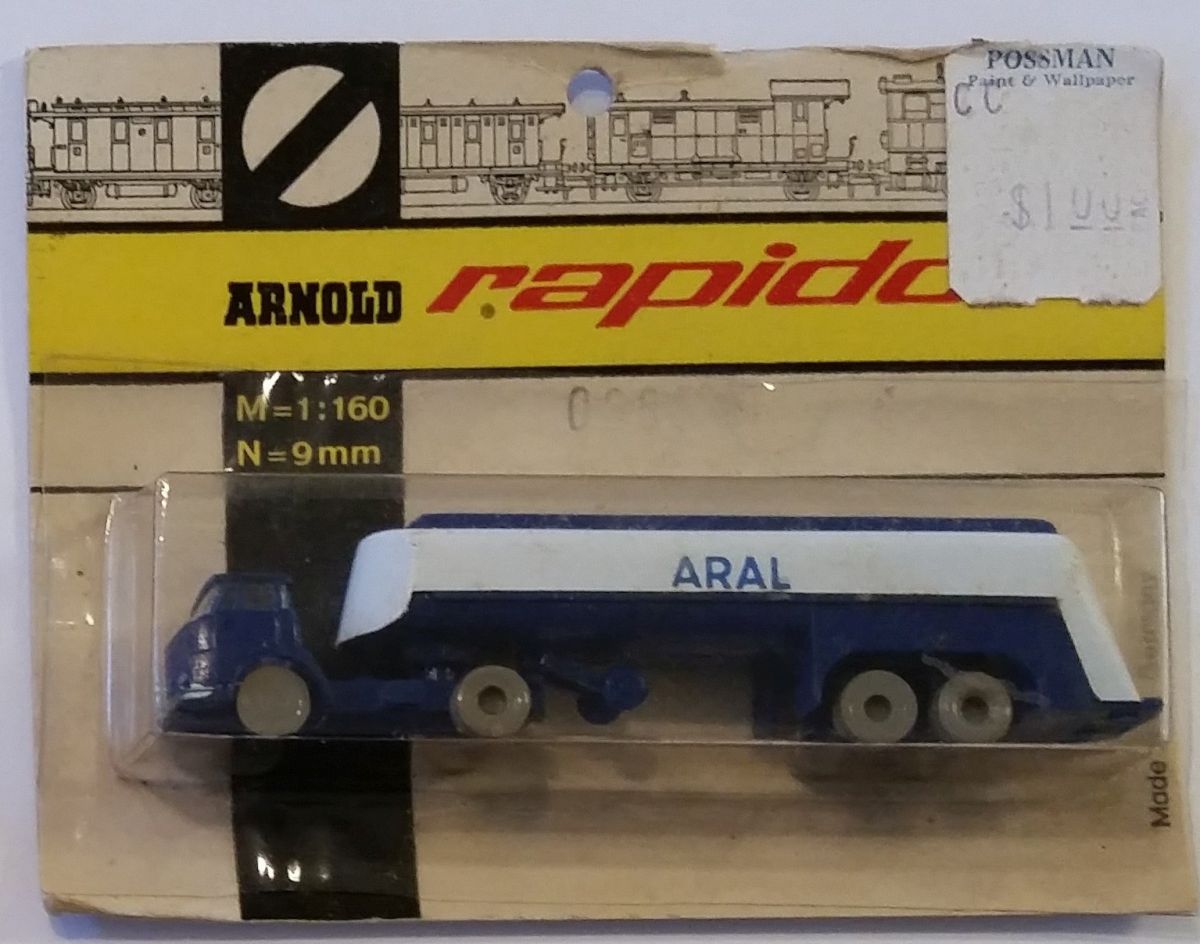 POSSMAN
Paint & Wallpaper
CC
$1.00
ARNOLD rapido
M=1:160
N=9mm
ARAL
Made